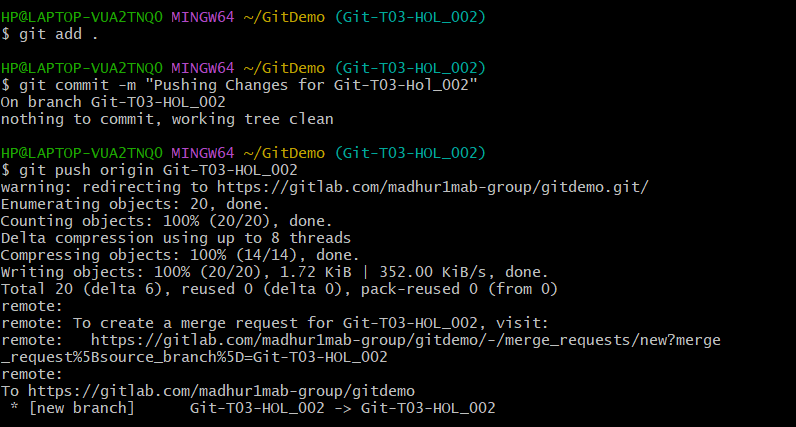 HP@LAPTOP-VUA2TNQO MINGW64 ~/GitDemo (Git-T03-HOL_002)
$ git add .
HP@LAPTOP-VUA2TNQO MINGW64 ~/GitDemo (Git-T03-HOL_002)
$ git commit -m "Pushing Changes for Git-T03-Hol_002"
On branch Git-T03-HOL_002
nothing to commit, working tree clean
HP@LAPTOP-VUA2TNQO MINGW64 ~/GitDemo (Git-T03-HOL_002)
$ git push origin Git-T03-HOL_002
warning: redirecting to https://gitlab.com/madhur1mab-group/gitdemo.git/
Enumerating objects: 20, done.
Counting objects: 100% (20/20), done.
Delta compression using up to 8 threads
Compressing objects: 100% (14/14), done.
Writing objects: 100% (20/20), 1.72 KiB | 352.00 KiB/s, done.
Total 20 (delta 6), reused 0 (delta 0), pack-reused 0 (from 0)
remote:
remote: To create a merge request for Git-T03-HOL_002, visit:
remote:   https://gitlab.com/madhur1mab-group/gitdemo/-/merge_requests/new?merge
_request%5Bsource_branch%5D=Git-T03-HOL_002
remote:
To https://gitlab.com/madhur1mab-group/gitdemo
 * [new branch]      Git-T03-HOL_002 -> Git-T03-HOL_002